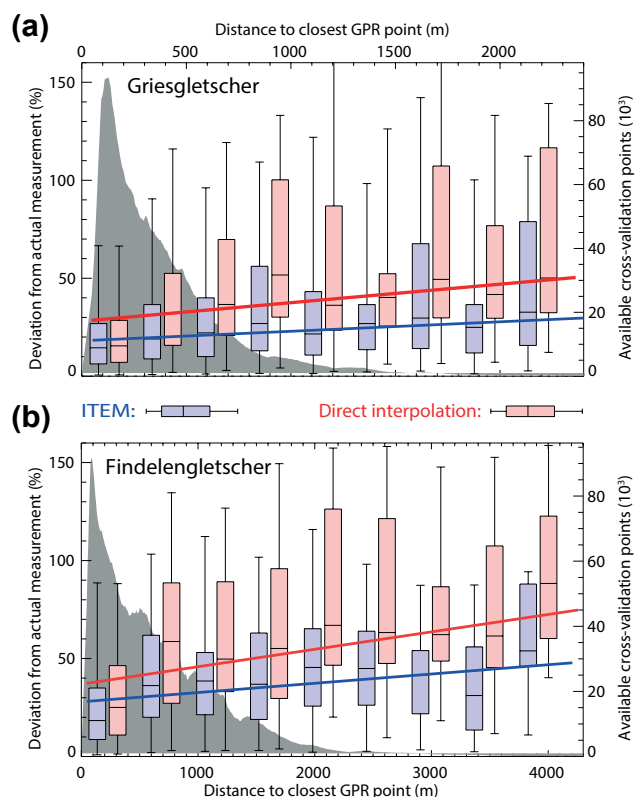 (a)
Distance to closest GPR point (m)
0 500 1000 1500 2000
Griesgletscher
Deviation from actual measurement (%)
150
100
50
0
Available cross-validation points (10³)
80
60
40
20
0
ITEM:
Direct interpolation:
(b)
Findelengletscher
Deviation from actual measurement (%)
150
100
50
0
Available cross-validation points (10³)
80
60
40
20
0
0 1000 2000 3000 4000
Distance to closest GPR point (m)